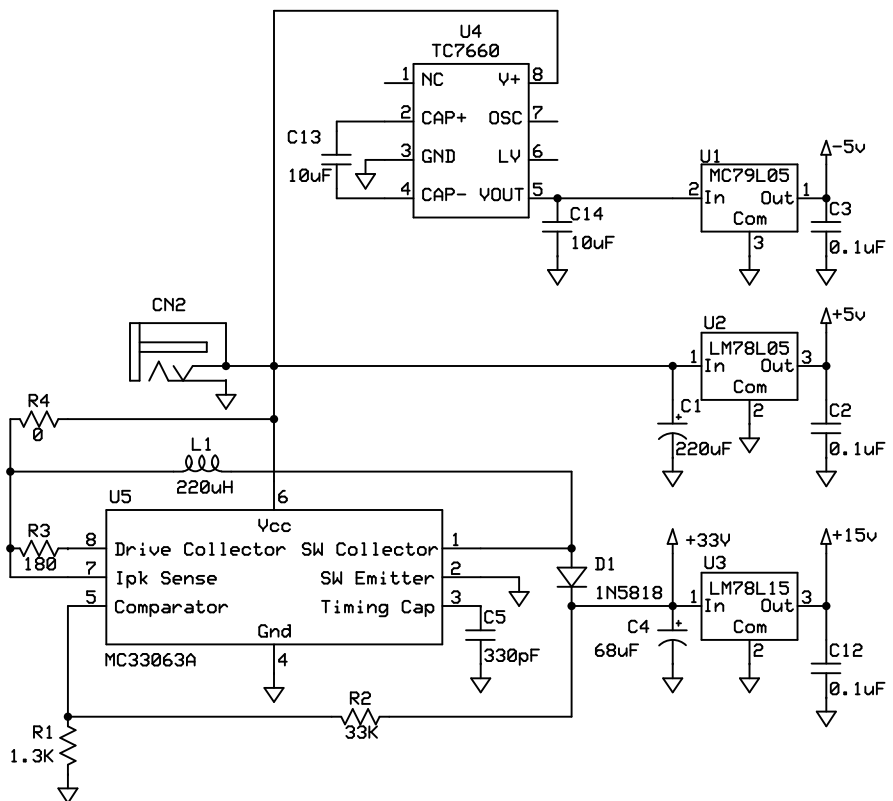 U4
TC7660
1 NC V+ 8
2 CAP+ OSC 7
3 GND LV 6
4 CAP- VOUT 5
C13
10uF
C14
10uF
U1
MC79L05
2 In Out 1
Com
3
-5v
C3
0.1uF
CN2
U2
LM78L05
1 In Out 3
Com
2
+5v
C1
+
220uF
C2
0.1uF
R4
0
L1
220uH
R3
180
U5
6
Vcc
8 Drive Collector SW Collector 1
7 Ipk Sense SW Emitter 2
5 Comparator Timing Cap 3
Gnd
4
MC33063A
C5
330pF
D1
1N5818
+33V
C4
+
68uF
U3
LM78L15
1 In Out 3
Com
2
+15v
C12
0.1uF
R2
33K
R1
1.3K